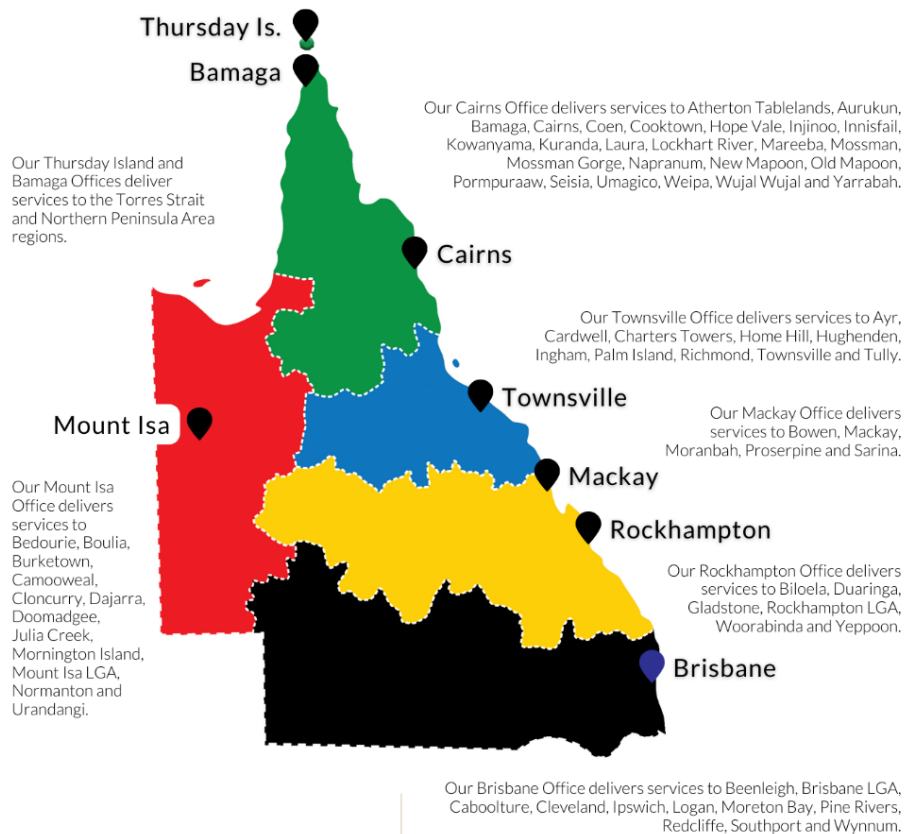 Thursday Is.
Bamaga
Our Cairns Office delivers services to Atherton Tablelands, Aurukun,
Bamaga, Cairns, Coen, Cooktown, Hope Vale, Injinoo, Innisfail,
Kowanyama, Kuranda, Laura, Lockhart River, Mareeba, Mossman,
Mossman Gorge, Napranum, New Mapoon, Old Mapoon,
Pormpuraaw, Seisia, Umagico, Weipa, Wujal Wujal and Yarrabah.
Our Thursday Island and
Bamaga Offices deliver
services to the Torres Strait
and Northern Peninsula Area
regions.
Cairns
Our Townsville Office delivers services to Ayr,
Cardwell, Charters Towers, Home Hill, Hughenden,
Ingham, Palm Island, Richmond, Townsville and Tully.
Townsville
Mount Isa
Our Mackay Office delivers
services to Bowen, Mackay,
Moranbah, Proserpine and Sarina.
Mackay
Our Mount Isa
Office delivers
services to
Bedourie, Boulia,
Burketown,
Camooweal,
Cloncurry, Dajarra,
Doomadgee,
Julia Creek,
Mornington Island,
Mount Isa LGA,
Normanton and
Urandangi.
Rockhampton
Our Rockhampton Office delivers
services to Biloela, Duaringa,
Gladstone, Rockhampton LGA,
Woorabinda and Yeppoon.
Brisbane
Our Brisbane Office delivers services to Beenleigh, Brisbane LGA,
Caboolture, Cleveland, Ipswich, Logan, Moreton Bay, Pine Rivers,
Redcliffe, Southport and Wynnum.